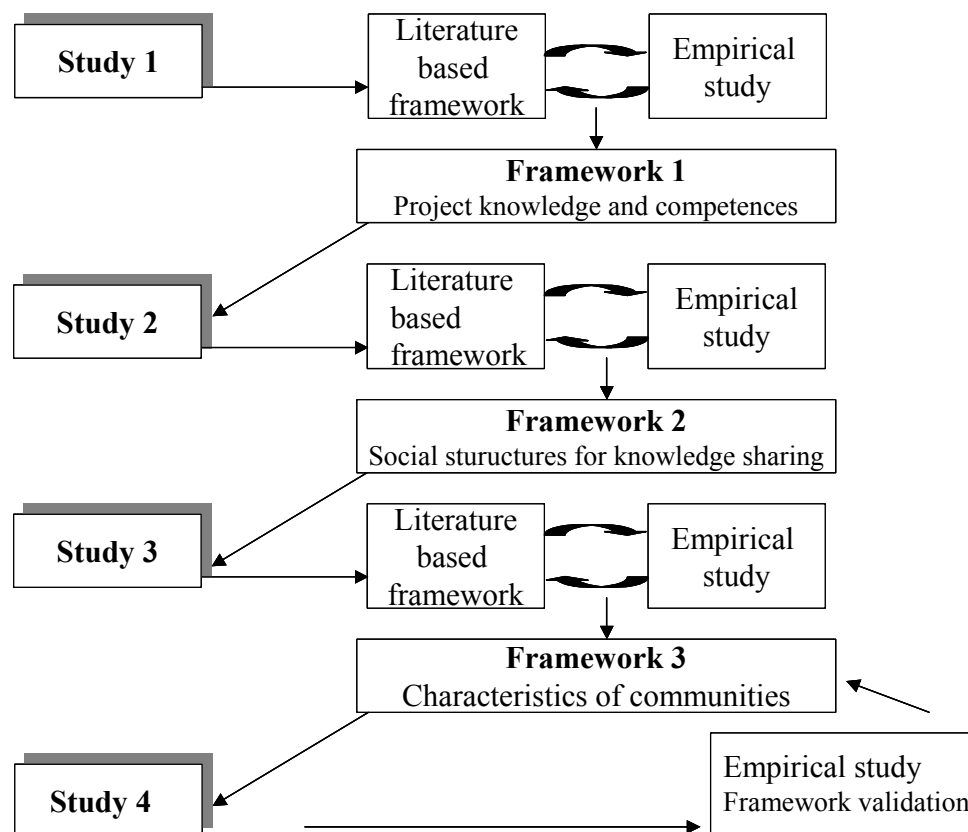 Study 1
Literature
based
framework
Empirical
study
Framework 1
Project knowledge and competences
Study 2
Literature
based
framework
Empirical
study
Framework 2
Social stuructures for knowledge sharing
Study 3
Literature
based
framework
Empirical
study
Framework 3
Characteristics of communities
Study 4
Empirical study
Framework validation